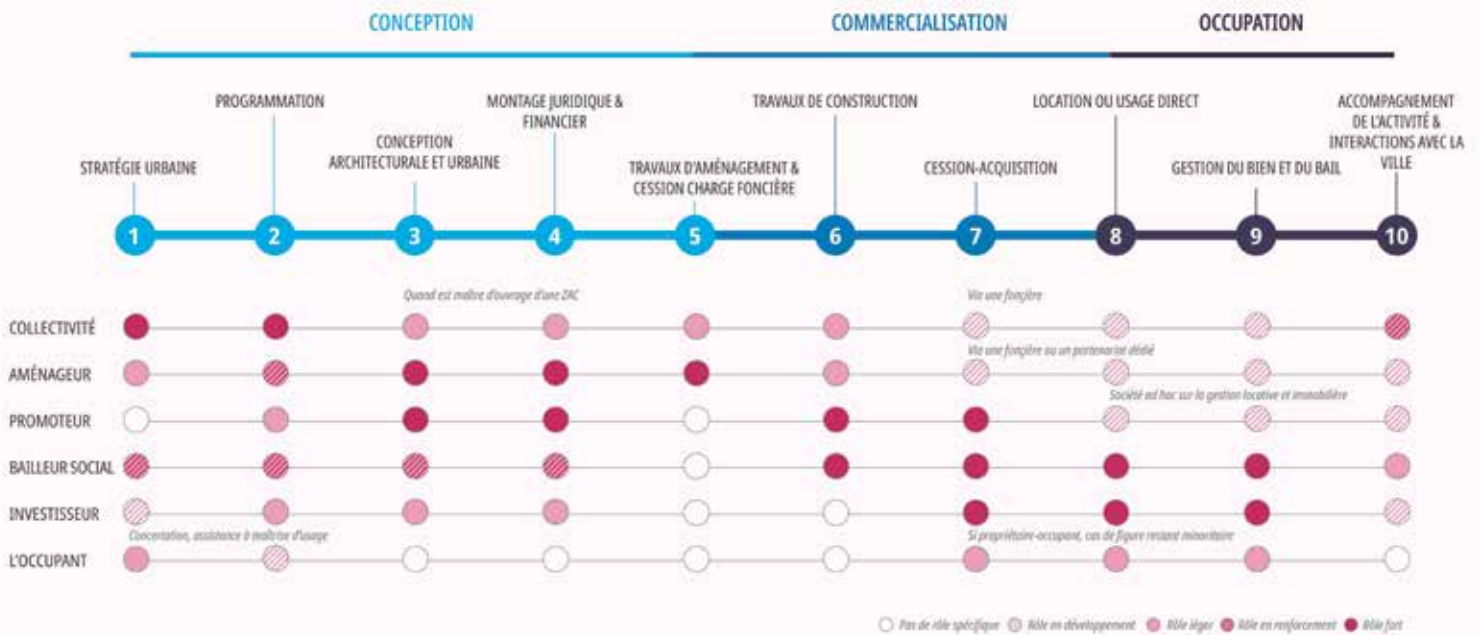 CONCEPTION
COMMERCIALISATION
OCCUPATION
STRATÉGIE URBAINE
PROGRAMMATION
CONCEPTION
ARCHITECTURALE ET URBAINE
MONTAGE JURIDIQUE &
FINANCIER
TRAVAUX D'AMÉNAGEMENT &
CESSION CHARGE FONCIÈRE
TRAVAUX DE CONSTRUCTION
CESSION-ACQUISITION
LOCATION OU USAGE DIRECT
GESTION DU BIEN ET DU BAIL
ACCOMPAGNEMENT
DE L'ACTIVITÉ &
INTERACTIONS AVEC LA
VILLE
1 2 3 4 5 6 7 8 9 10
Quand est maître d'ouvrage d'une ZAC
Via une fonçière
COLLECTIVITÉ
Via une fonçière ou un partenariat dédié
AMÉNAGEUR
Société ad hoc sur la gestion locative et immobilière
PROMOTEUR
BAILLEUR SOCIAL
INVESTISSEUR
Concertation, assistance à maîtrise d'usage
Si propriétaire-occupant, cas de figure restant minoritaire
L'OCCUPANT
Pas de rôle spécifique Rôle en développement Rôle léger Rôle en renforcement Rôle fort